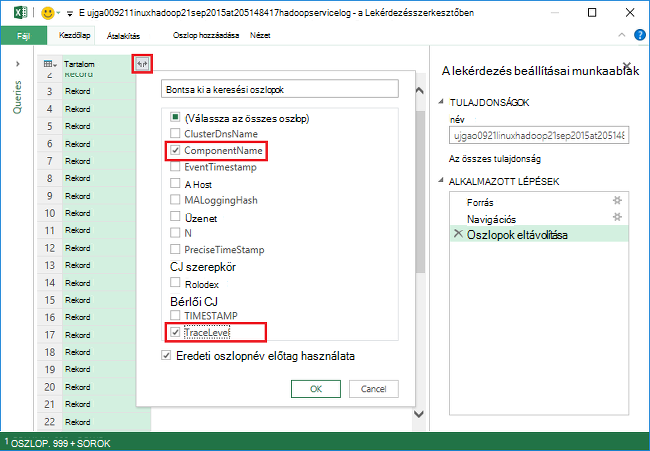 E ujga009211inuxhadoop21sep2015at205148417hadoopservicelog - a Lekérdezésszerkesztőben
Fájl Kezdőlap Átalakítás Oszlop hozzáadása Nézet
Queries
Tartalom
2 Record
3 Rekord
4 Rekord
5 Rekord
6 Rekord
7 Rekord
8 Rekord
9 Rekord
10 Rekord
11 Rekord
12 Rekord
13 Rekord
14 Rekord
15 Rekord
16 Rekord
17 Rekord
18 Rekord
19 Rekord
20 Rekord
21 Rekord
22 Rekord
Bontsa ki a keresési oszlopok
(Válassza az összes oszlop)
ClusterDnsName
ComponentName
EventTimestamp
A Host
MALoggingHash
Üzenet
N
PreciseTimeStamp
CJ szerepkör
Rolodex
Bérlői CJ
TIMESTAMP
TraceLevel
Eredeti oszlopnév előtag használata
OK Cancel
A lekérdezés beállításai munkaablak
TULAJDONSÁGOK
név
ujgao0921linuxhadoop21sep2015at205148
Az összes tulajdonság
ALKALMAZOTT LÉPÉSEK
Forrás
Navigációs
Oszlopok eltávolítása
1 OSZLOP. 999 + SOROK